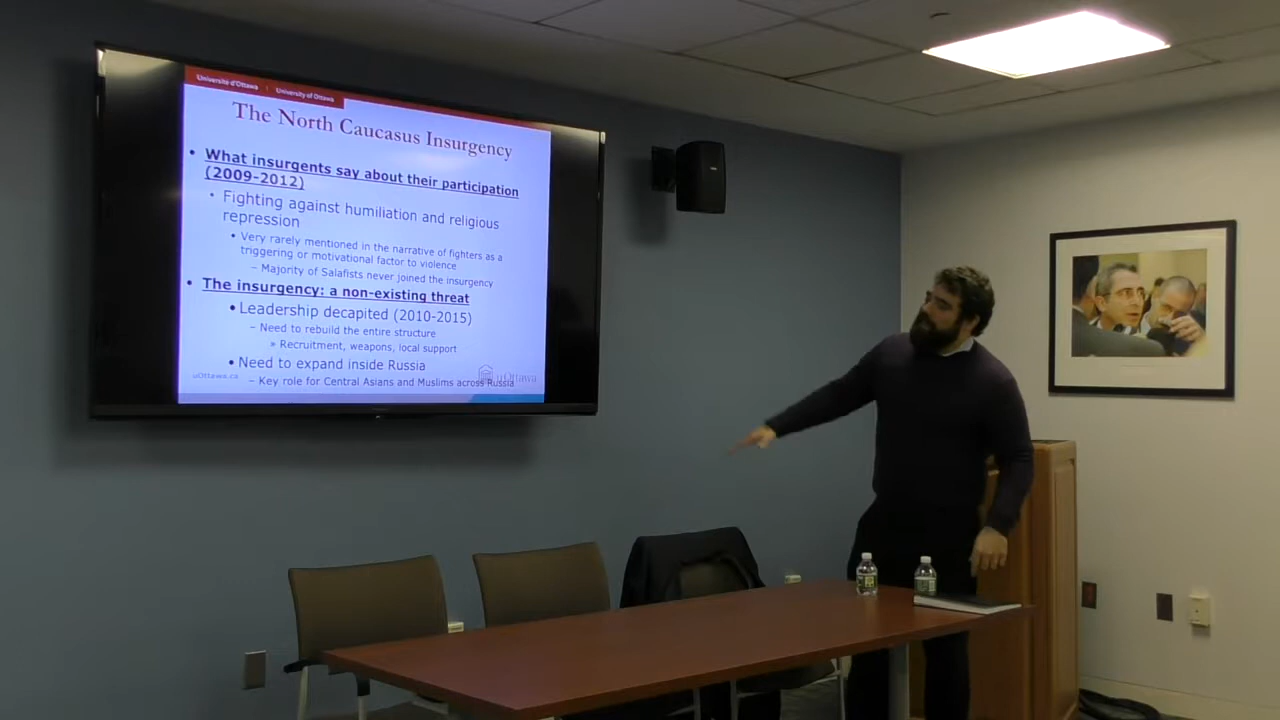 Université d'Ottawa | University of Ottawa
The North Caucasus Insurgency
• What insurgents say about their participation
(2009-2012)
• Fighting against humiliation and religious
repression
• Very rarely mentioned in the narrative of fighters as a
triggering or motivational factor to violence
– Majority of Salafists never joined the insurgency
• The insurgency: a non-existing threat
• Leadership decapited (2010-2015)
– Need to rebuild the entire structure
» Recruitment, weapons, local support
• Need to expand inside Russia
– Key role for Central Asians and Muslims across Russia
uOttawa.ca
uOttawa